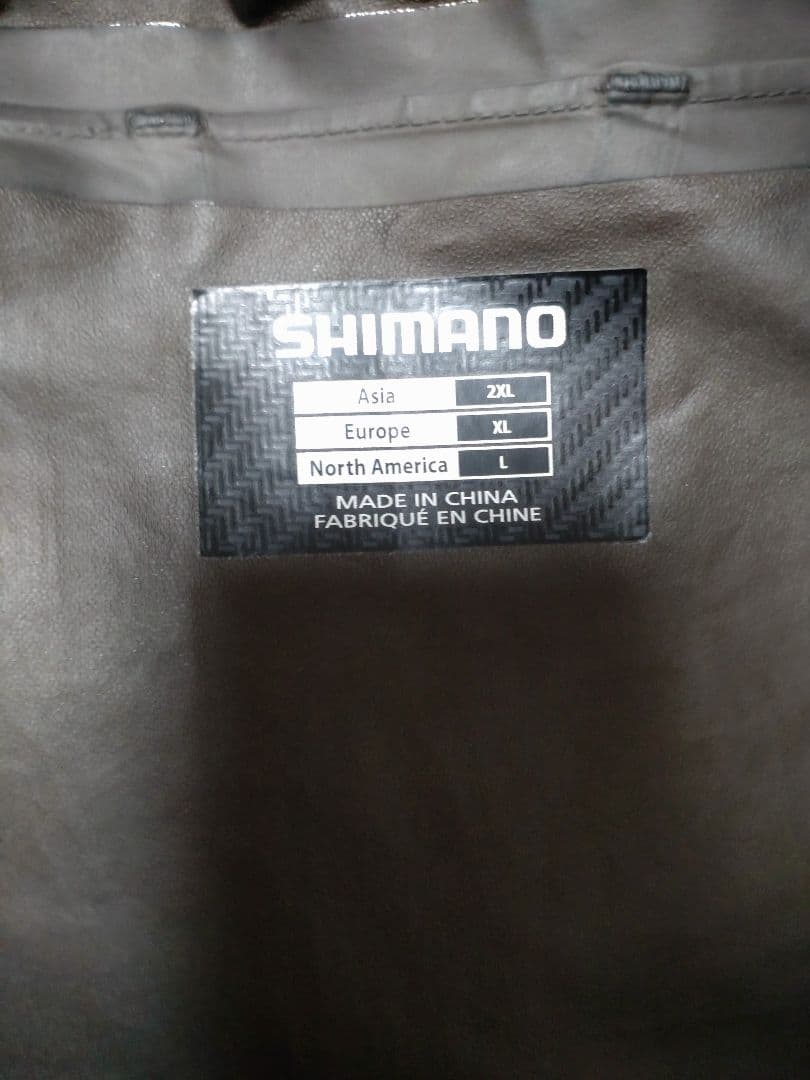 SHIMANO
Asia 2XL
Europe XL
North America L
MADE IN CHINA
FABRIQUÉ EN CHINE